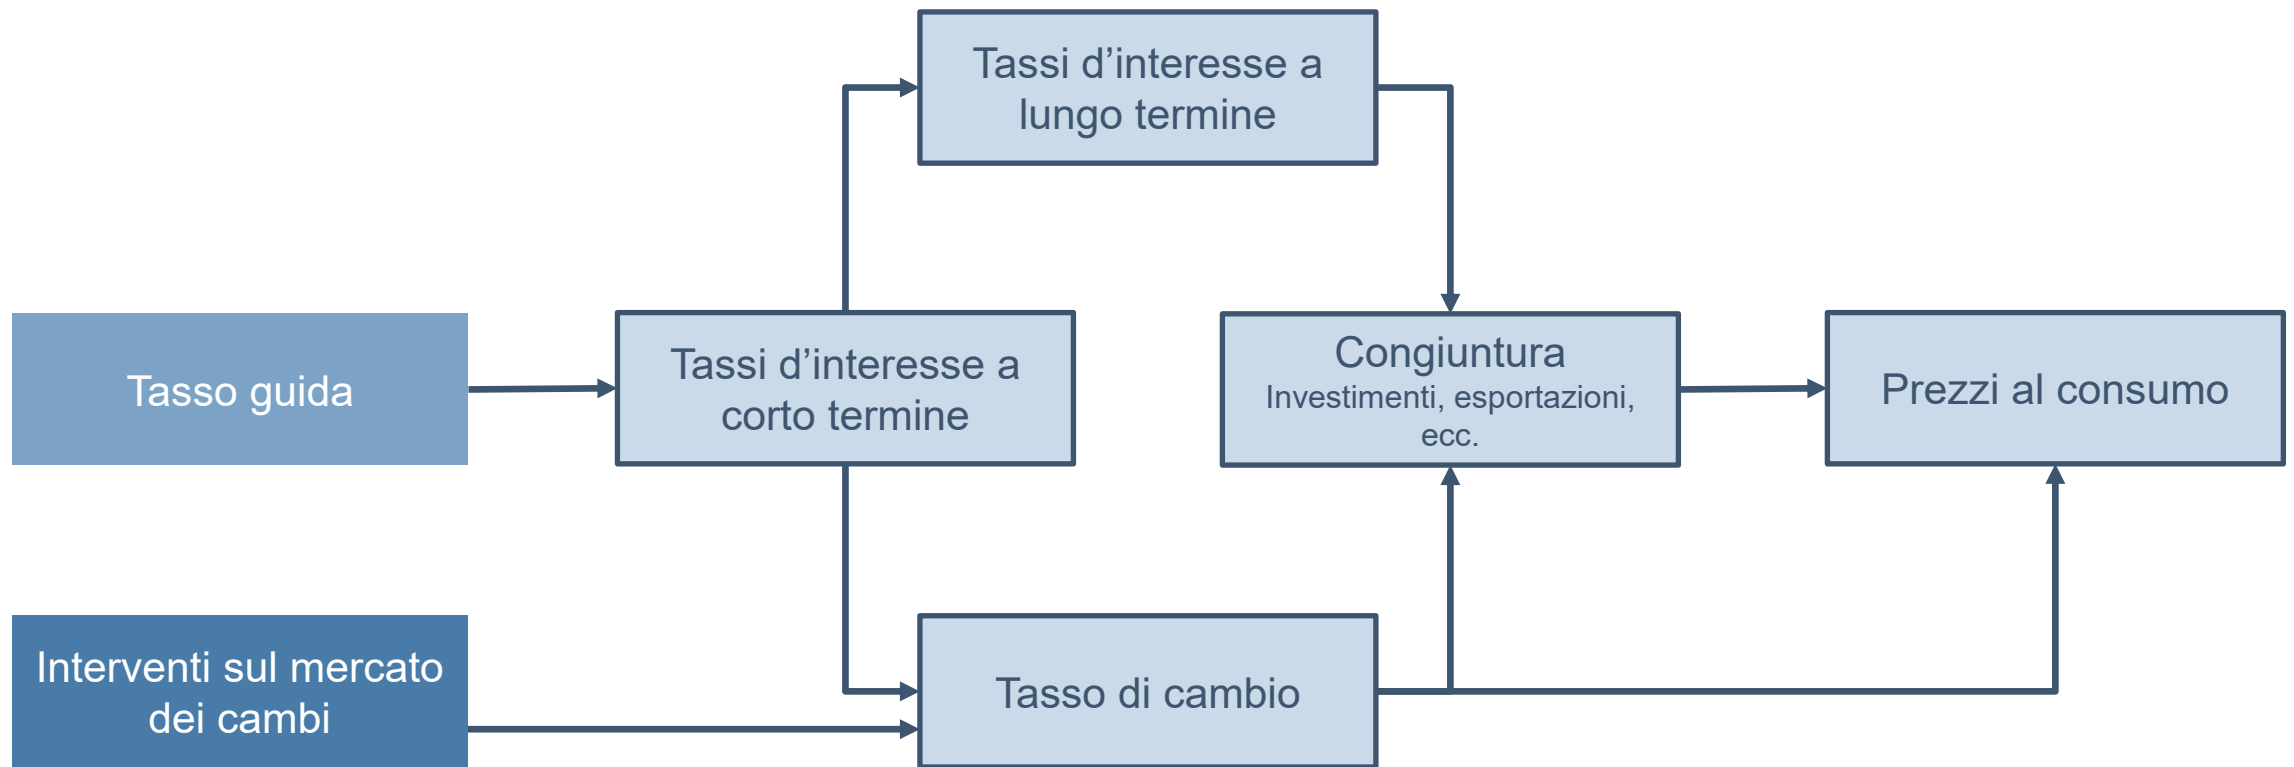 Tassi d’interesse a
lungo termine
Tasso guida
Tassi d’interesse a
corto termine
Congiuntura
Investimenti, esportazioni,
ecc.
Prezzi al consumo
Interventi sul mercato
dei cambi
Tasso di cambio